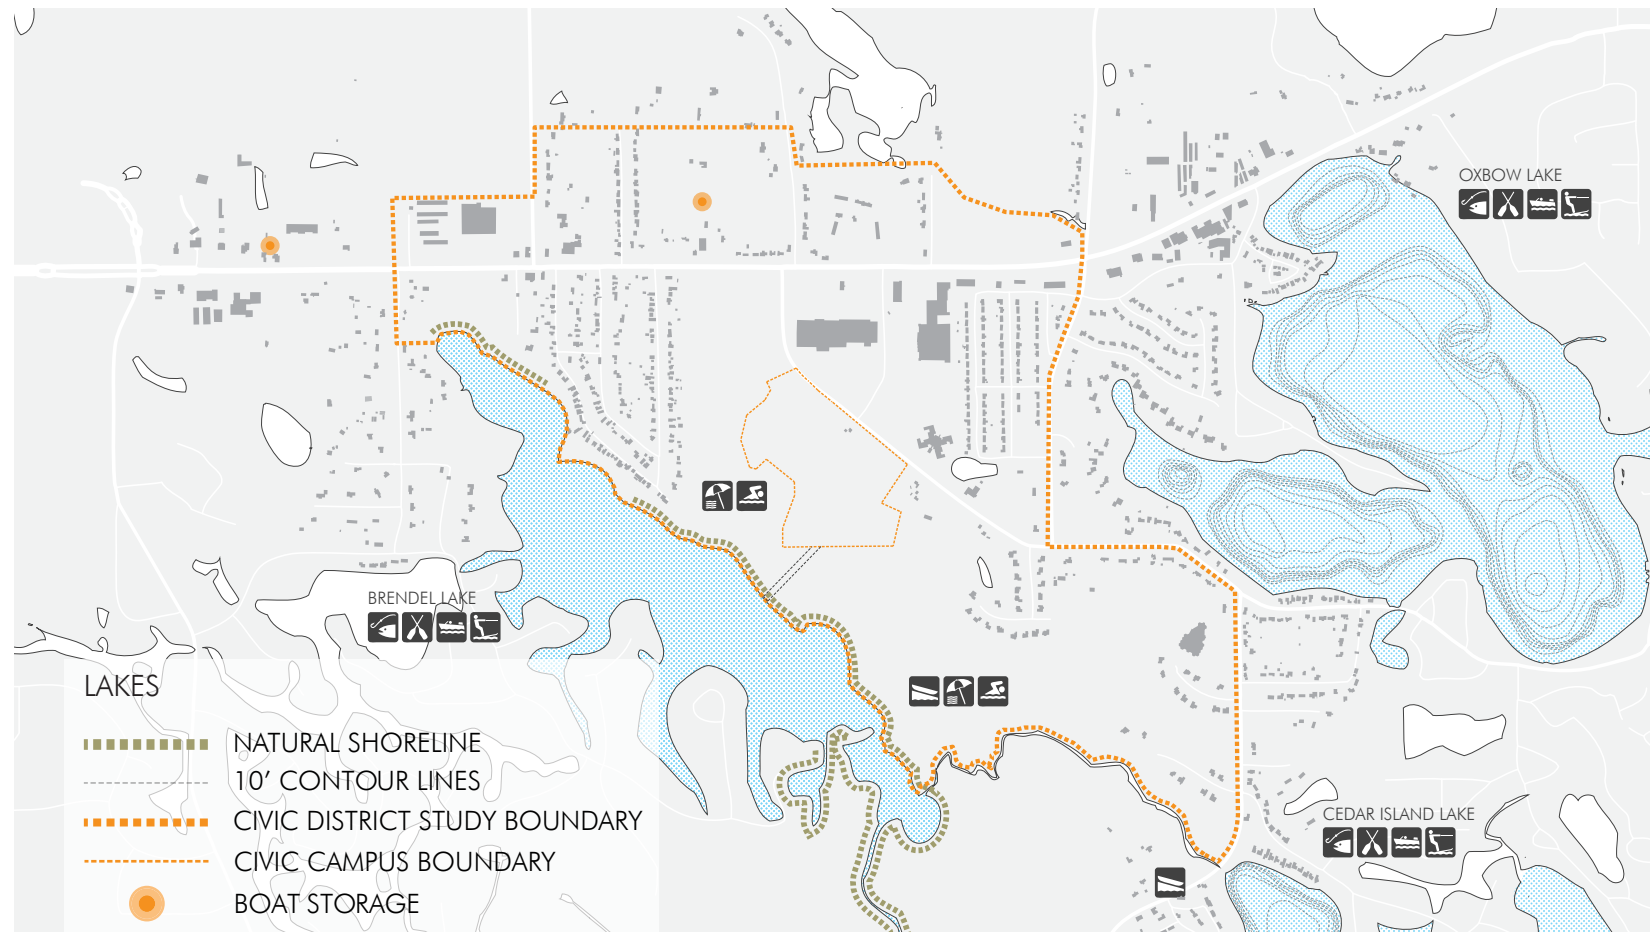 OXBOW LAKE
BRENDEL LAKE
LAKES
NATURAL SHORELINE
10’ CONTOUR LINES
CIVIC DISTRICT STUDY BOUNDARY
CIVIC CAMPUS BOUNDARY
BOAT STORAGE
CEDAR ISLAND LAKE